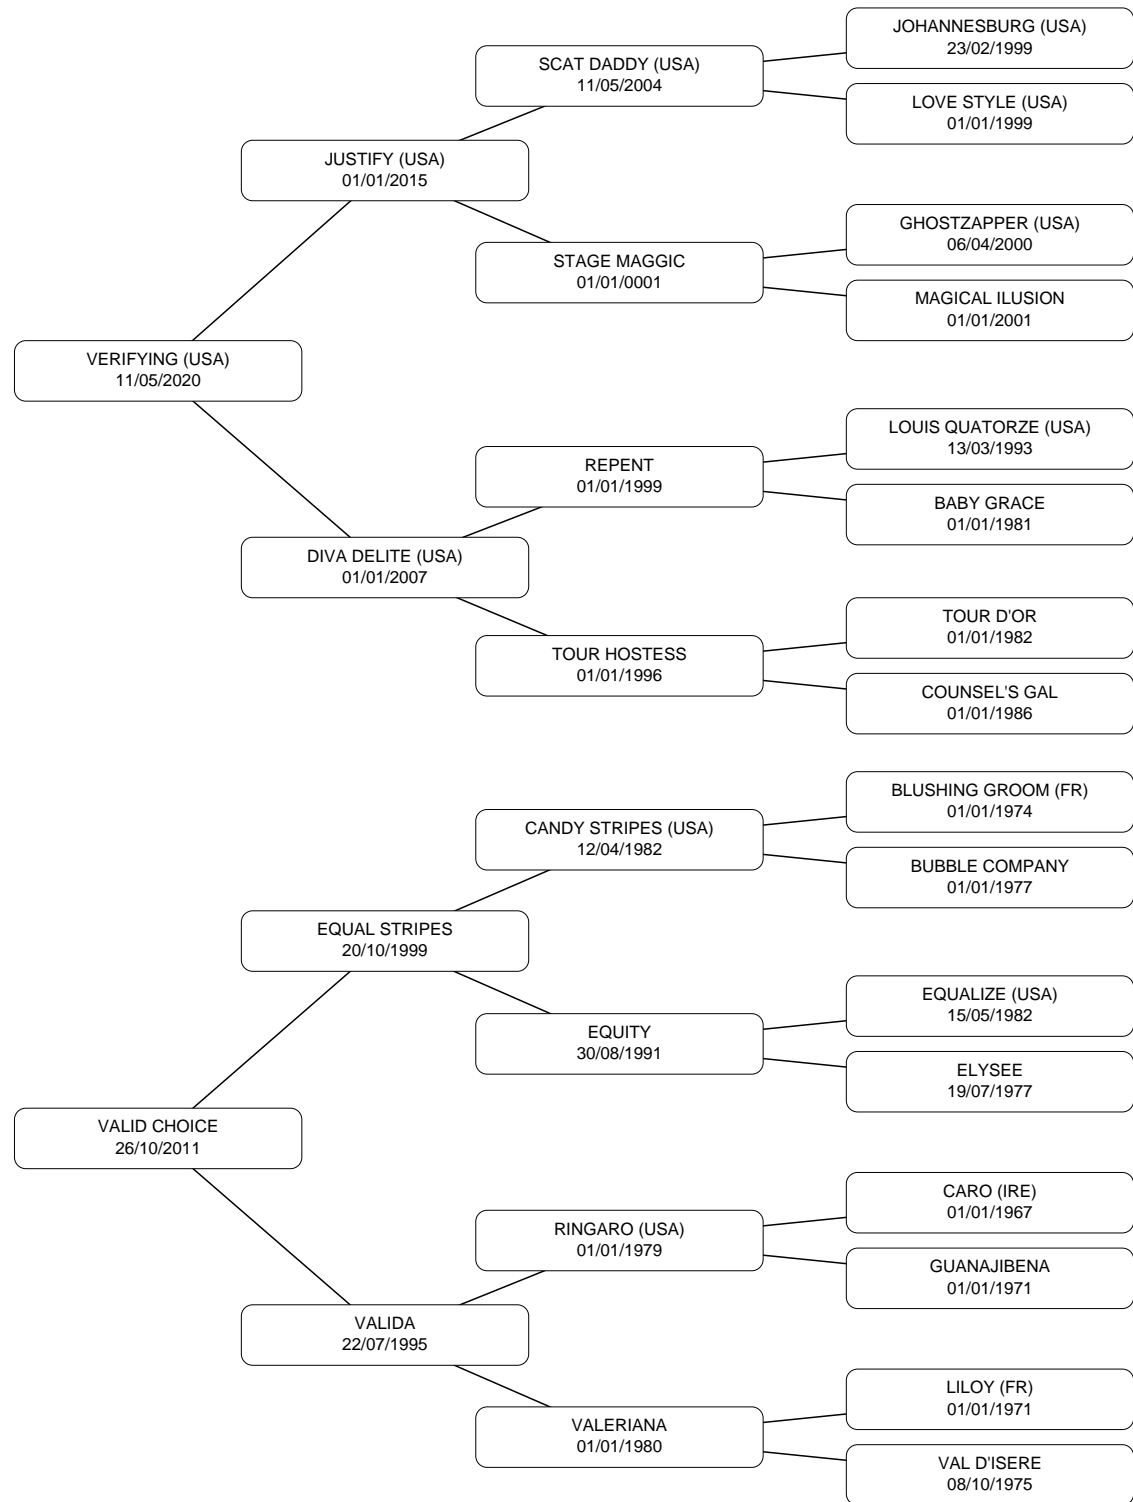 JOHANNESBURG (USA)
23/02/1999
SCAT DADDY (USA)
11/05/2004
LOVE STYLE (USA)
01/01/1999
JUSTIFY (USA)
01/01/2015
GHOSTZAPPER (USA)
06/04/2000
STAGE MAGGIC
01/01/0001
MAGICAL ILUSION
01/01/2001
VERIFYING (USA)
11/05/2020
LOUIS QUATORZE (USA)
13/03/1993
REPENT
01/01/1999
BABY GRACE
01/01/1981
DIVA DELITE (USA)
01/01/2007
TOUR D'OR
01/01/1982
TOUR HOSTESS
01/01/1996
COUNSEL'S GAL
01/01/1986
BLUSHING GROOM (FR)
01/01/1974
CANDY STRIPES (USA)
12/04/1982
BUBBLE COMPANY
01/01/1977
EQUAL STRIPES
20/10/1999
EQUALIZE (USA)
15/05/1982
EQUITY
30/08/1991
ELYSEE
19/07/1977
VALID CHOICE
26/10/2011
CARO (IRE)
01/01/1967
RINGARO (USA)
01/01/1979
GUANAJIBENA
01/01/1971
VALIDA
22/07/1995
LILOY (FR)
01/01/1971
VALERIANA
01/01/1980
VAL D'ISERE
08/10/1975